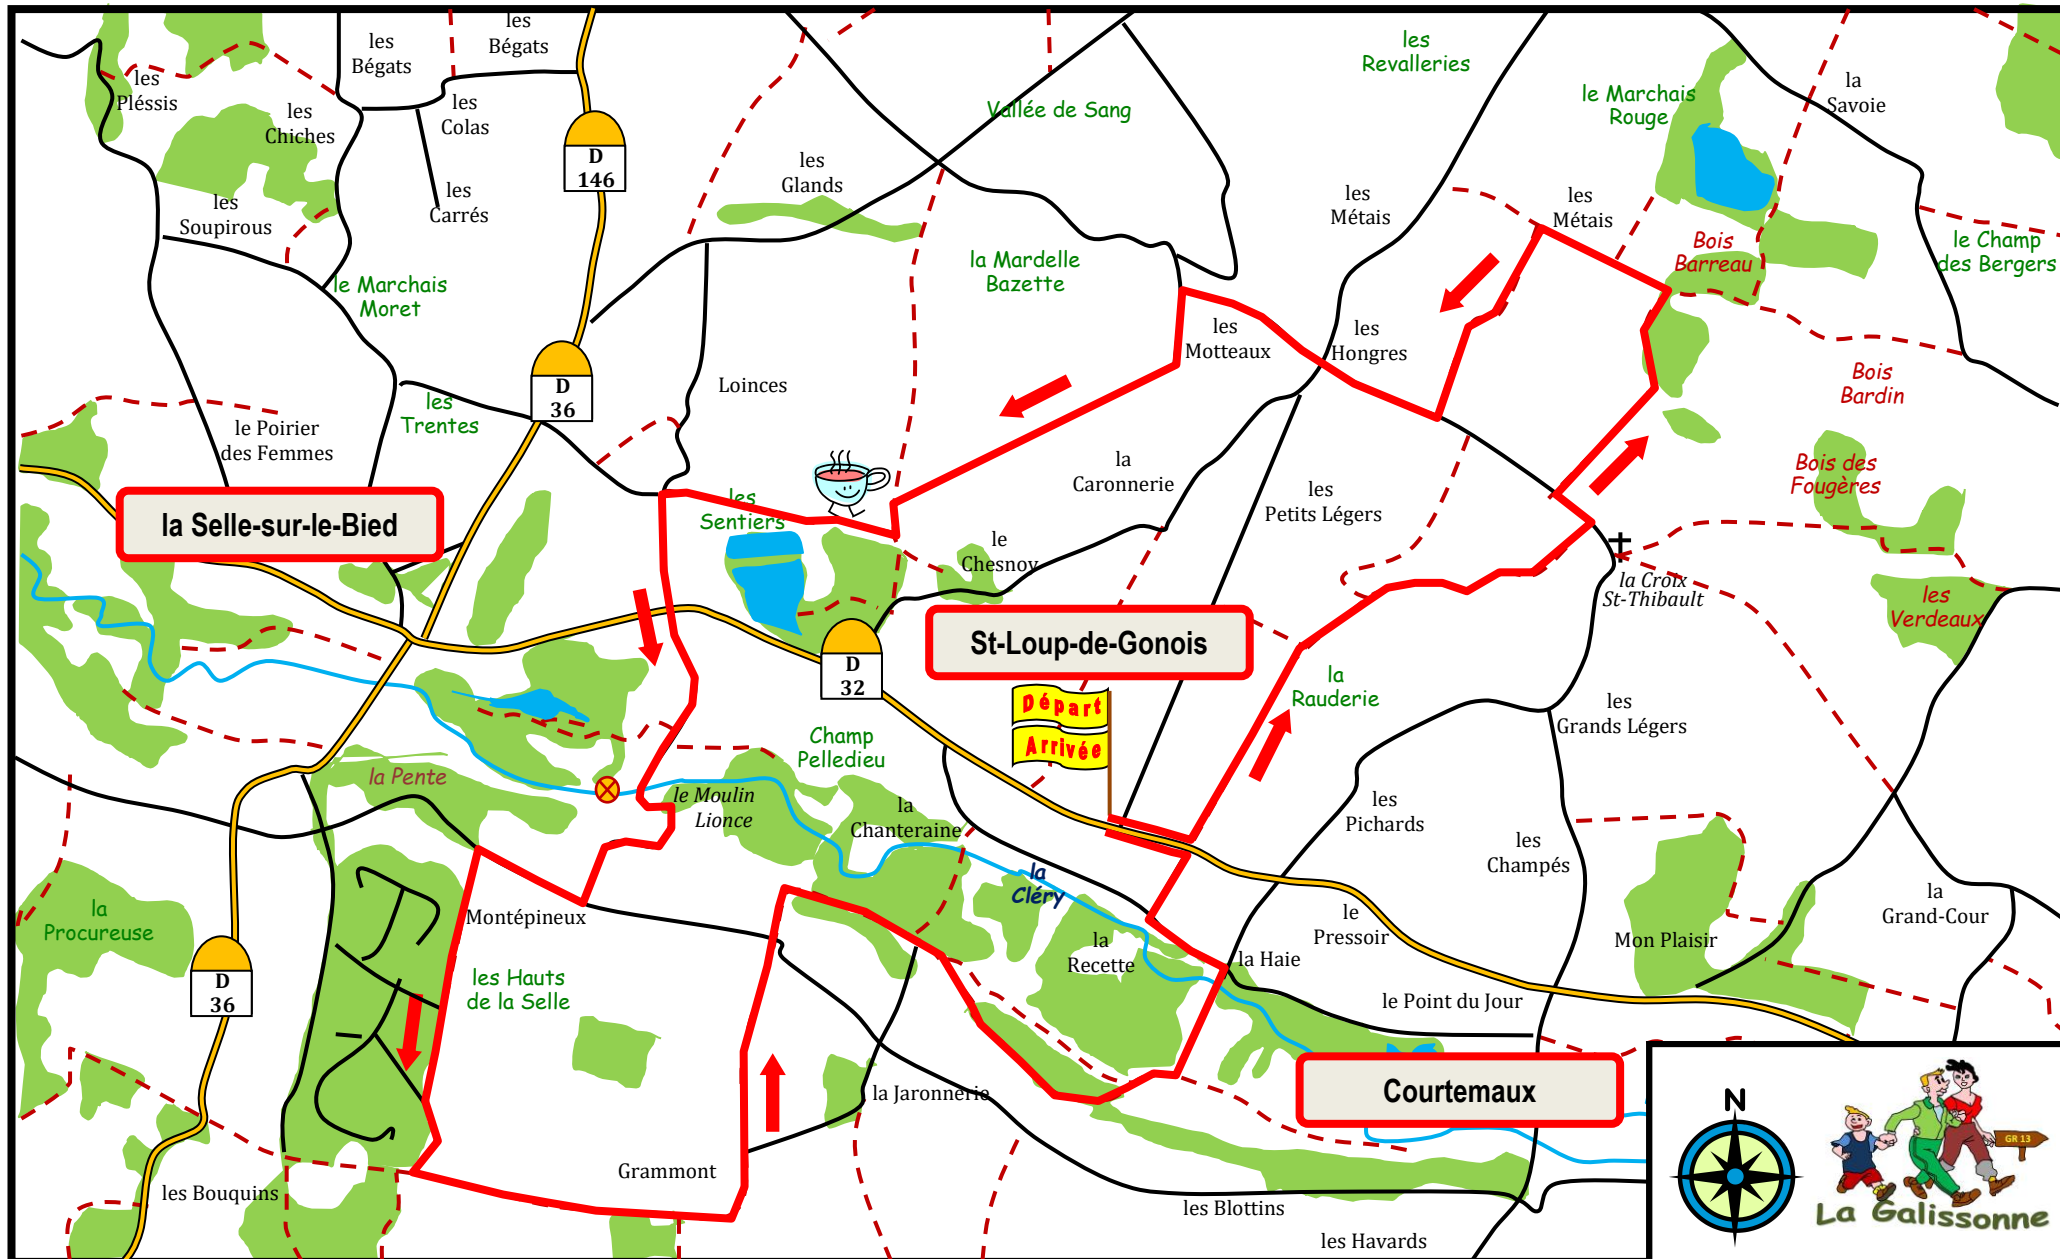 les
Bégats
les
Bégats
les
Pléssis
les
Chiches
les
Colas
D
146
les
Carrés
les
Soupirous
le Marchais
Moret
les
Glands
Vallée de Sang
les
Revalleries
le Marchais
Rouge
la
Savoie
les
Métais
les
Métais
Bois
Barreau
le Champ
des Bergers
la Mardelle
Bazette
les
Motteaux
les
Hongres
D
36
Loinces
les
Trentes
le Poirier
des Femmes
Bois
Bardin
Bois des
Fougères
la
Caronnerie
les
Petits Légers
les
Sentiers
le
Chesnoy
la Selle-sur-le-Bied
la Croix
St-Thibault
les
Verdeaux
St-Loup-de-Gonois
D
32
la
Rauderie
les
Grands Légers
Départ
Arrivée
Champ
Pelledieu
la Pente
le Moulin
Lionce
la
Chanteraine
les
Pichards
les
Champés
la
Cléry
la
Procureuse
Montépineux
la
Recette
le
Pressoir
la Haie
Mon Plaisir
la
Grand-Cour
D
36
les Hauts
de la Selle
le Point du Jour
la Jaronnerie
Courtemaux
Grammont
les Bouquins
les Blottins
les Havards
N
GR 13
La Galissonne